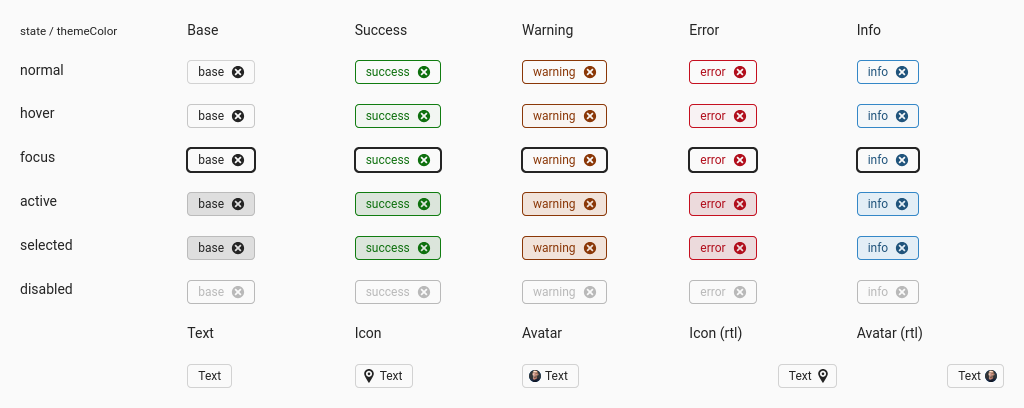 state / themeColor Base Success Warning Error Info
normal base success warning error info
hover base success warning error info
focus base success warning error info
active base success warning error info
selected base success warning error info
disabled base success warning error info
Text Icon Avatar Icon (rtl) Avatar (rtl)
Text Text Text Text Text